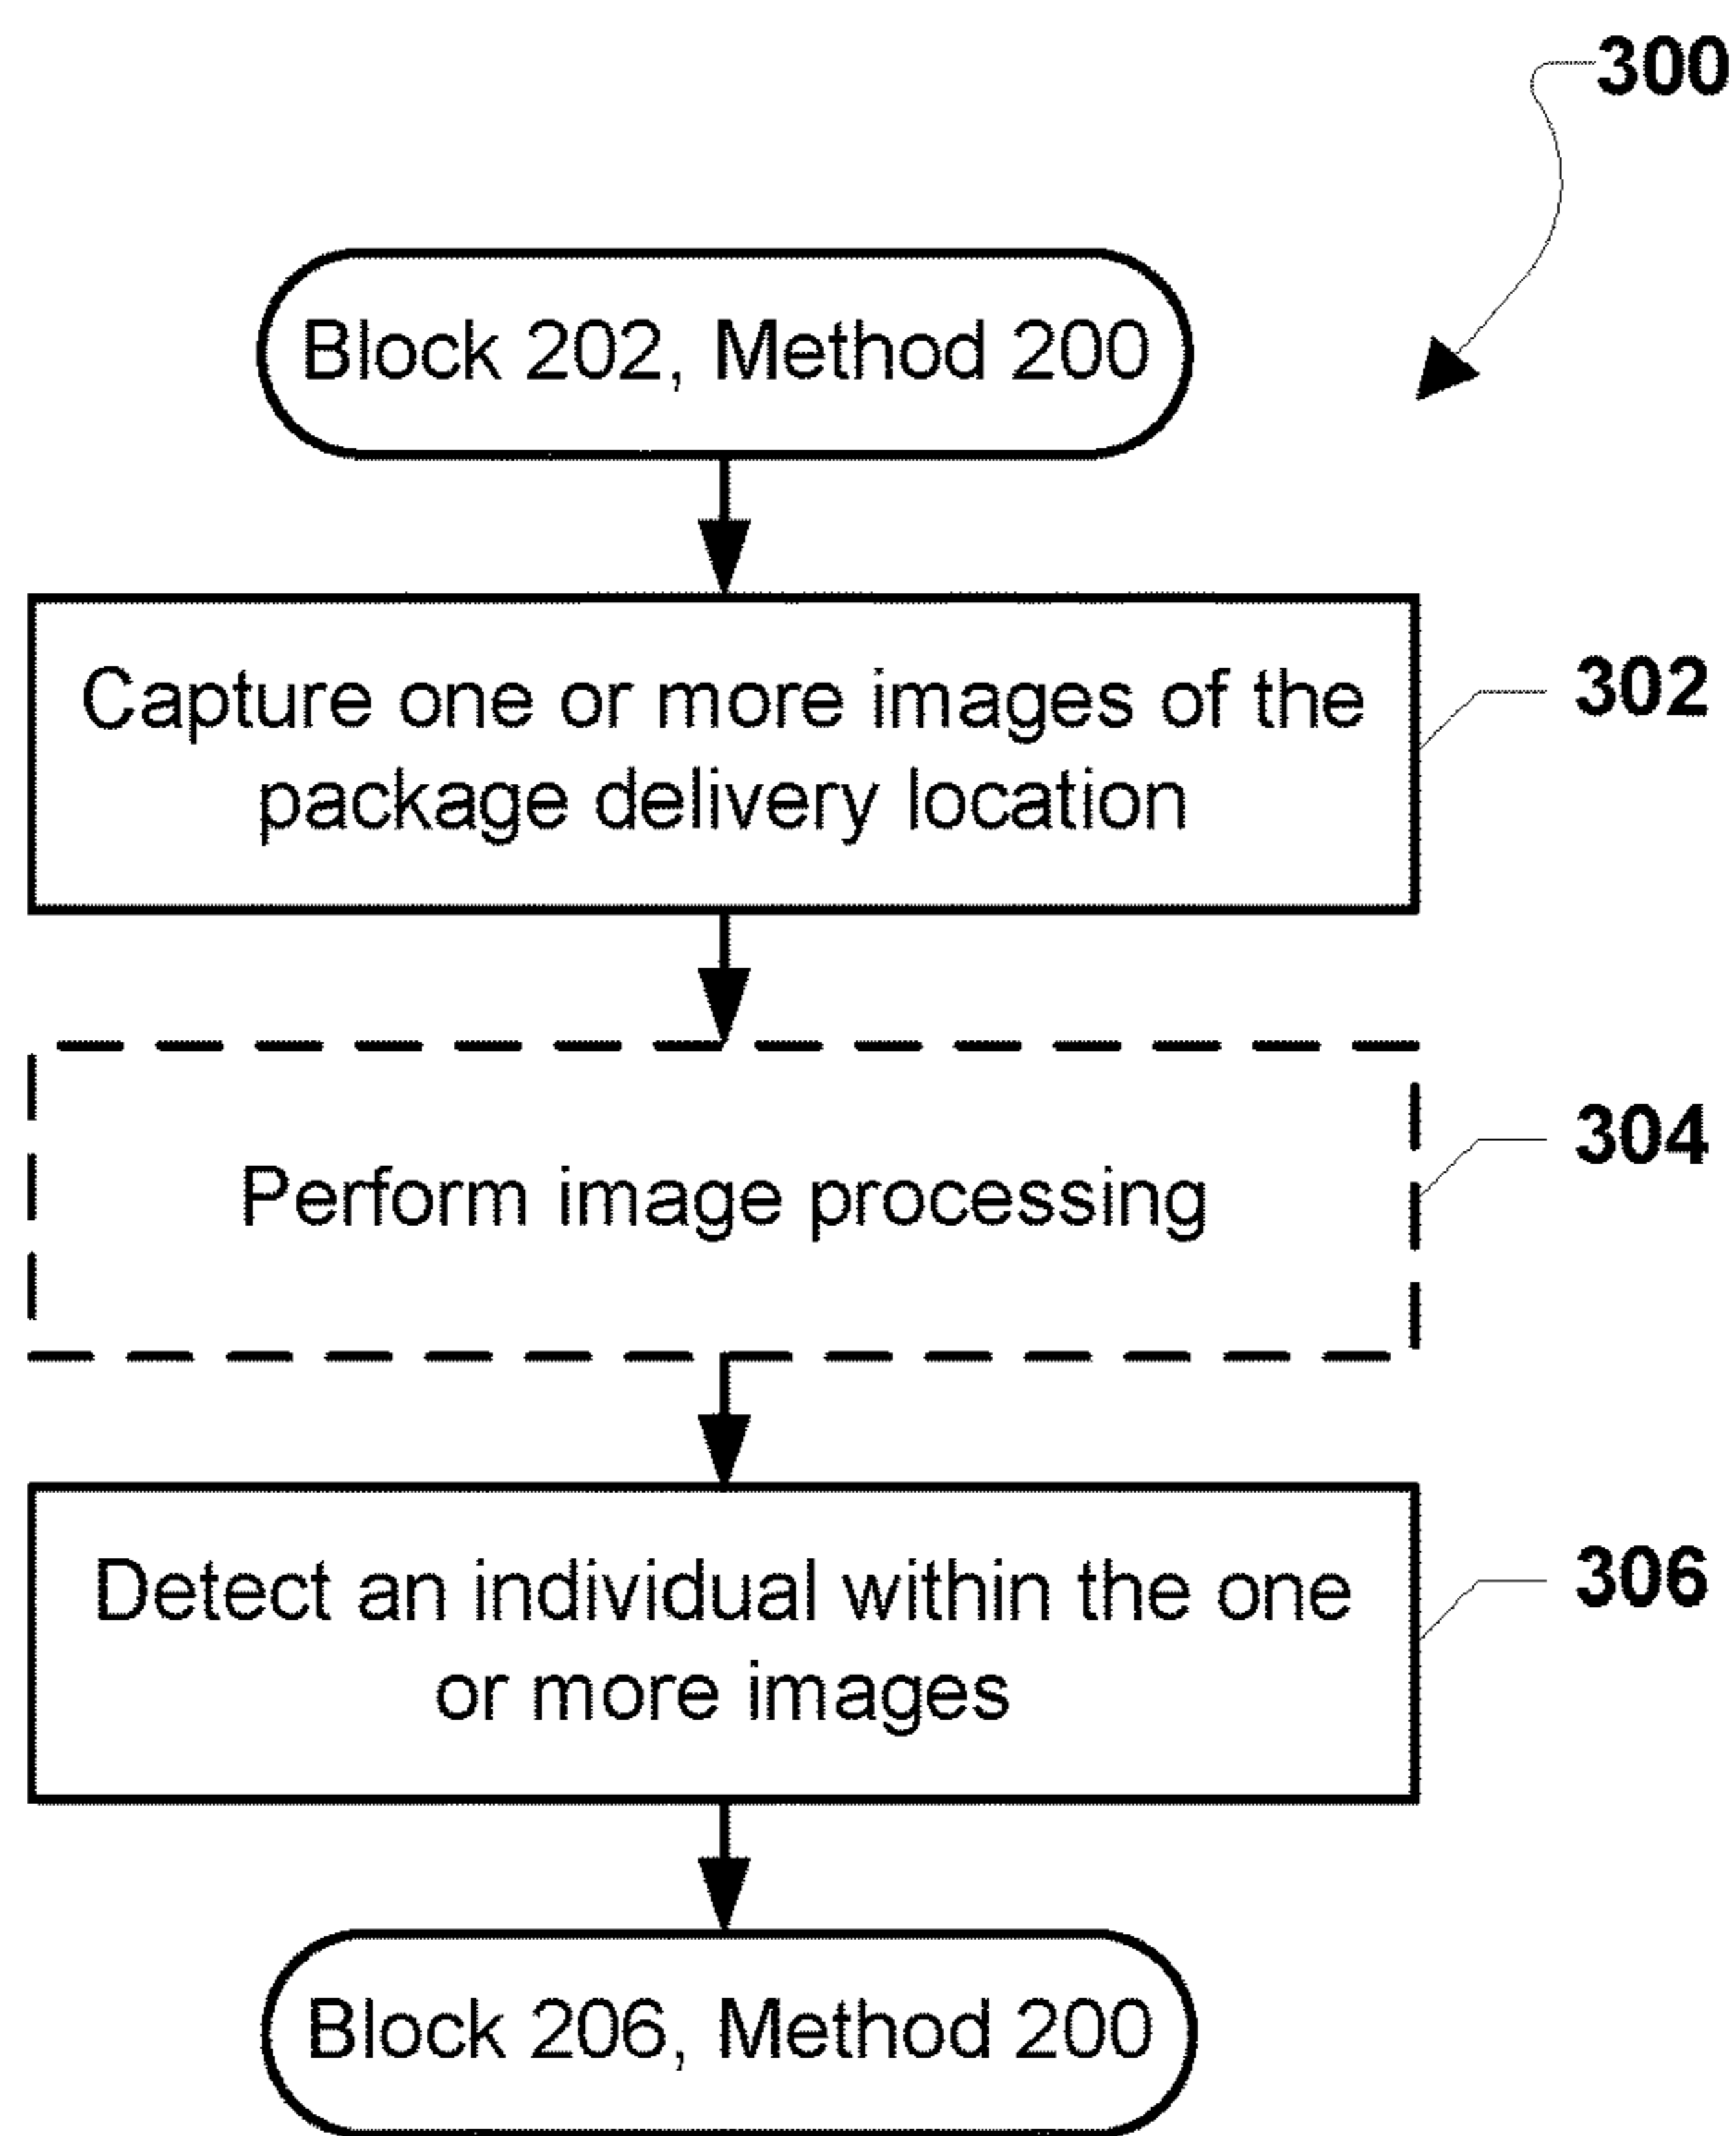 300
Block 202, Method 200
Capture one or more images of the
package delivery location
302
Perform image processing
304
Detect an individual within the one
or more images
306
Block 206, Method 200